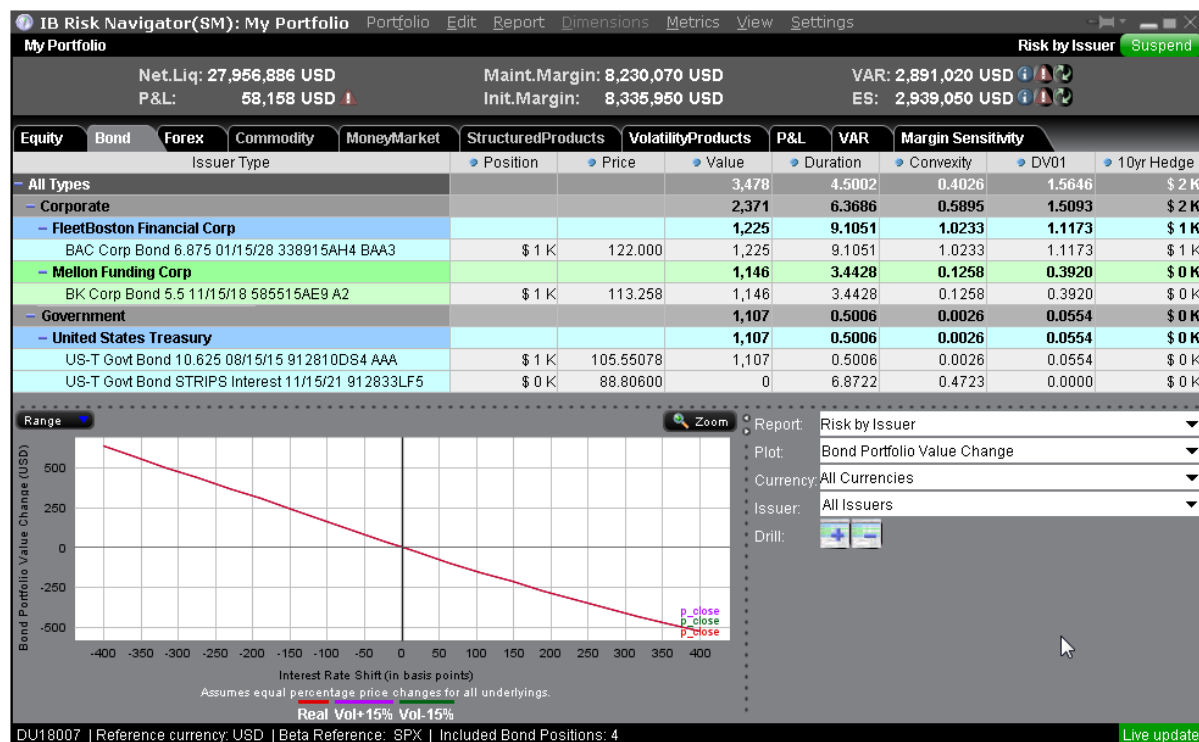 IB Risk Navigator(SM): My Portfolio Portfolio Edit Report Dimensions Metrics View Settings
My Portfolio Risk by Issuer Suspend
Net.Liq: 27,956,886 USD Maint.Margin: 8,230,070 USD VAR: 2,891,020 USD
P&L: 58,158 USD Init.Margin: 8,335,950 USD ES: 2,939,050 USD
Equity Bond Forex Commodity MoneyMarket StructuredProducts VolatilityProducts P&L VAR Margin Sensitivity
Issuer Type Position Price Value Duration Convexity DV01 10yr Hedge
All Types 3,478 4.5002 0.4026 1.5646 $ 2 K
Corporate 2,371 6.3686 0.5895 1.5093 $ 2 K
FleetBoston Financial Corp 1,225 9.1051 1.0233 1.1173 $ 1 K
BAC Corp Bond 6.875 01/15/28 338915AH4 BAA3 $ 1 K 122.000 1,225 9.1051 1.0233 1.1173 $ 1 K
Mellon Funding Corp 1,146 3.4428 0.1258 0.3920 $ 0 K
BK Corp Bond 5.5 11/15/18 585515AE9 A2 $ 1 K 113.258 1,146 3.4428 0.1258 0.3920 $ 0 K
Government 1,107 0.5006 0.0026 0.0554 $ 0 K
United States Treasury 1,107 0.5006 0.0026 0.0554 $ 0 K
US-T Govt Bond 10.625 08/15/15 912810DS4 AAA $ 1 K 105.55078 1,107 0.5006 0.0026 0.0554 $ 0 K
US-T Govt Bond STRIPS Interest 11/15/21 912833LF5 $ 0 K 88.80600 0 6.8722 0.4723 0.0000 $ 0 K
Range Zoom
Bond Portfolio Value Change (USD)
500
250
0
-250
-500
p_close
p_close
p_close
-400 -350 -300 -250 -200 -150 -100 -50 0 50 100 150 200 250 300 350 400
Interest Rate Shift (in basis points)
Assumes equal percentage price changes for all underlyings.
Real Vol+15% Vol-15%
Report: Risk by Issuer
Plot: Bond Portfolio Value Change
Currency: All Currencies
Issuer: All Issuers
Drill:
DU18007 | Reference currency: USD | Beta Reference: SPX | Included Bond Positions: 4 Live update